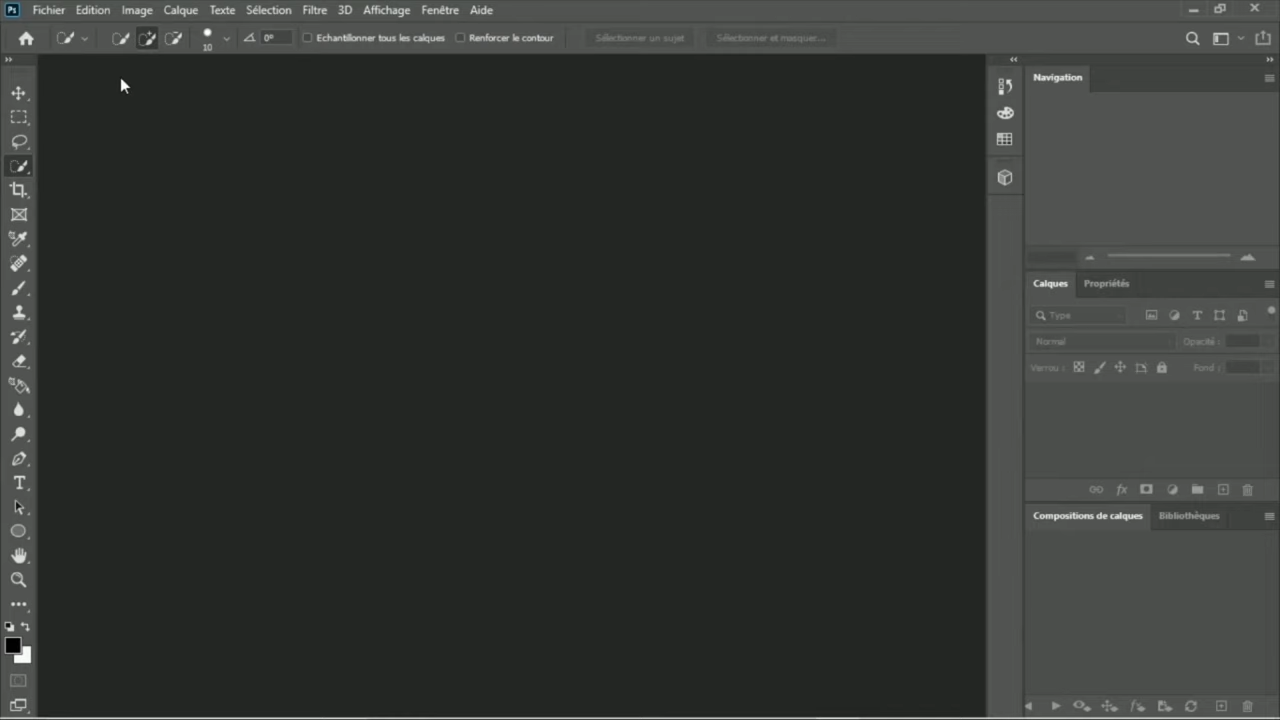 Ps Fichier Edition Image Calque Texte Sélection Filtre 3D Affichage Fenêtre Aide
10 0° Echantillonner tous les calques Renforcer le contour Sélectionner un sujet Sélectionner et masquer...
Navigation
Calques Propriétés
Type
Normal Opacité :
Verrou : Fond :
fx
Compositions de calques Bibliothèques